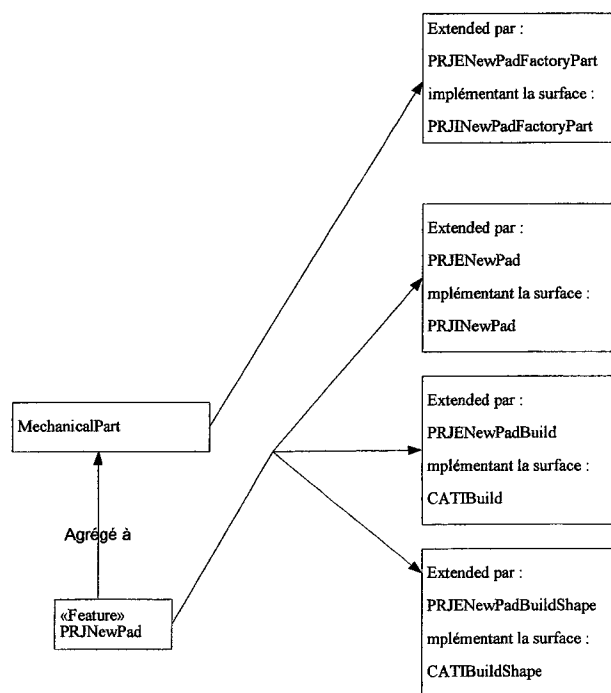 Extended par :
PRJENewPadFactoryPart
implémentant la surface :
PRJINewPadFactoryPart
Extended par :
PRJENewPad
mplémentant la surface :
PRJINewPad
MechanicalPart
Extended par :
PRJENewPadBuild
mplémentant la surface :
CATIBuild
Agrégé à
«Feature»
PRJNewPad
Extended par :
PRJENewPadBuildShape
mplémentant la surface :
CATIBuildShape